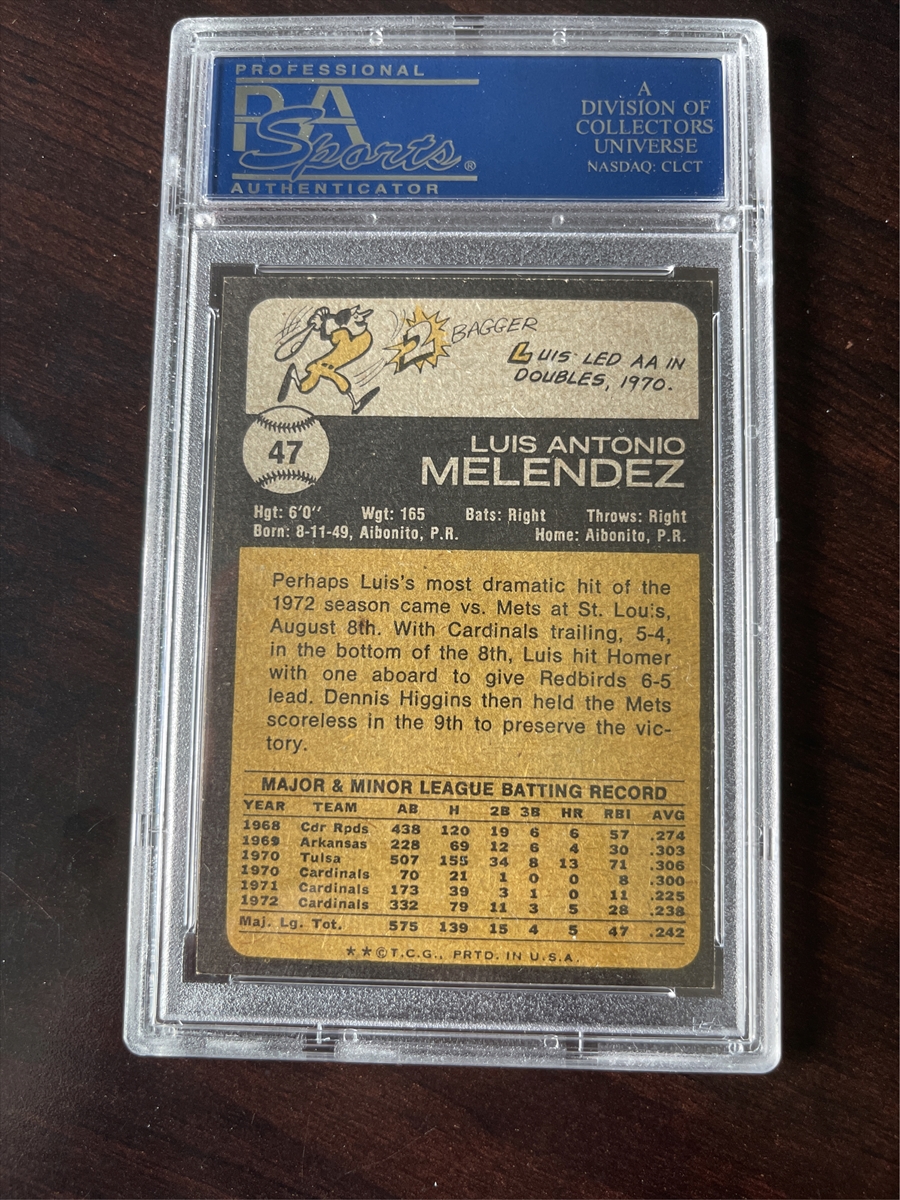 PROFESSIONAL
PSA
Sports®
AUTHENTICATOR
A
DIVISION OF
COLLECTORS
UNIVERSE
NASDAQ: CLCT
2 BAGGER
LUIS LED AA IN
DOUBLES, 1970.
47
LUIS ANTONIO
MELENDEZ
Hgt: 6'0" Wgt: 165 Bats: Right Throws: Right
Born: 8-11-49, Aibonito, P.R. Home: Aibonito, P.R.
Perhaps Luis's most dramatic hit of the
1972 season came vs. Mets at St. Louis,
August 8th. With Cardinals trailing, 5-4,
in the bottom of the 8th, Luis hit Homer
with one aboard to give Redbirds 6-5
lead. Dennis Higgins then held the Mets
scoreless in the 9th to preserve the vic-
tory.
MAJOR & MINOR LEAGUE BATTING RECORD
YEAR TEAM AB H 2B 3B HR RBI AVG
1968 Cdr Rpds 438 120 19 6 6 57 .274
1969 Arkansas 228 69 12 6 4 30 .303
1970 Tulsa 507 155 34 8 13 71 .306
1970 Cardinals 70 21 1 0 0 8 .300
1971 Cardinals 173 39 3 1 0 11 .225
1972 Cardinals 332 79 11 3 5 28 .238
Maj. Lg. Tot. 575 139 15 4 5 47 .242
**©T.C.G., PRTD. IN U.S.A.